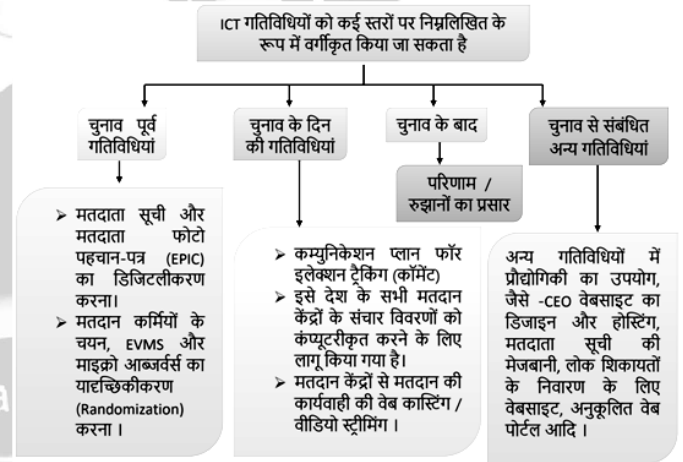 ICT गतिविधियों को कई स्तरों पर निम्नलिखित के
रूप में वर्गीकृत किया जा सकता है
चुनाव पूर्व
गतिविधियां
चुनाव के दिन
की गतिविधियां
चुनाव के बाद
चुनाव से संबंधित
अन्य गतिविधियां
परिणाम /
रुझानों का प्रसार
➢ मतदाता सूची और
मतदाता फोटो
पहचान-पत्र (EPIC)
का डिजिटलीकरण
करना।
➢ मतदान कर्मियों के
चयन, EVMS और
माइक्रो आब्जर्वर्स का
यादृच्छिकीकरण
(Randomization)
करना ।
➢ कम्युनिकेशन प्लान फॉर
इलेक्शन ट्रैकिंग (कॉमेंट)
➢ इसे देश के सभी मतदान
केंद्रों के संचार विवरणों को
कंप्यूटरीकृत करने के लिए
लागू किया गया है।
➢ मतदान केंद्रों से मतदान की
कार्यवाही की वेब कास्टिंग /
वीडियो स्ट्रीमिंग ।
अन्य गतिविधियों में
प्रौद्योगिकी का उपयोग,
जैसे -CEO वेबसाइट का
डिजाइन और होस्टिंग,
मतदाता सूची की
मेजबानी, लोक शिकायतों
के निवारण के लिए
वेबसाइट, अनुकूलित वेब
पोर्टल आदि ।